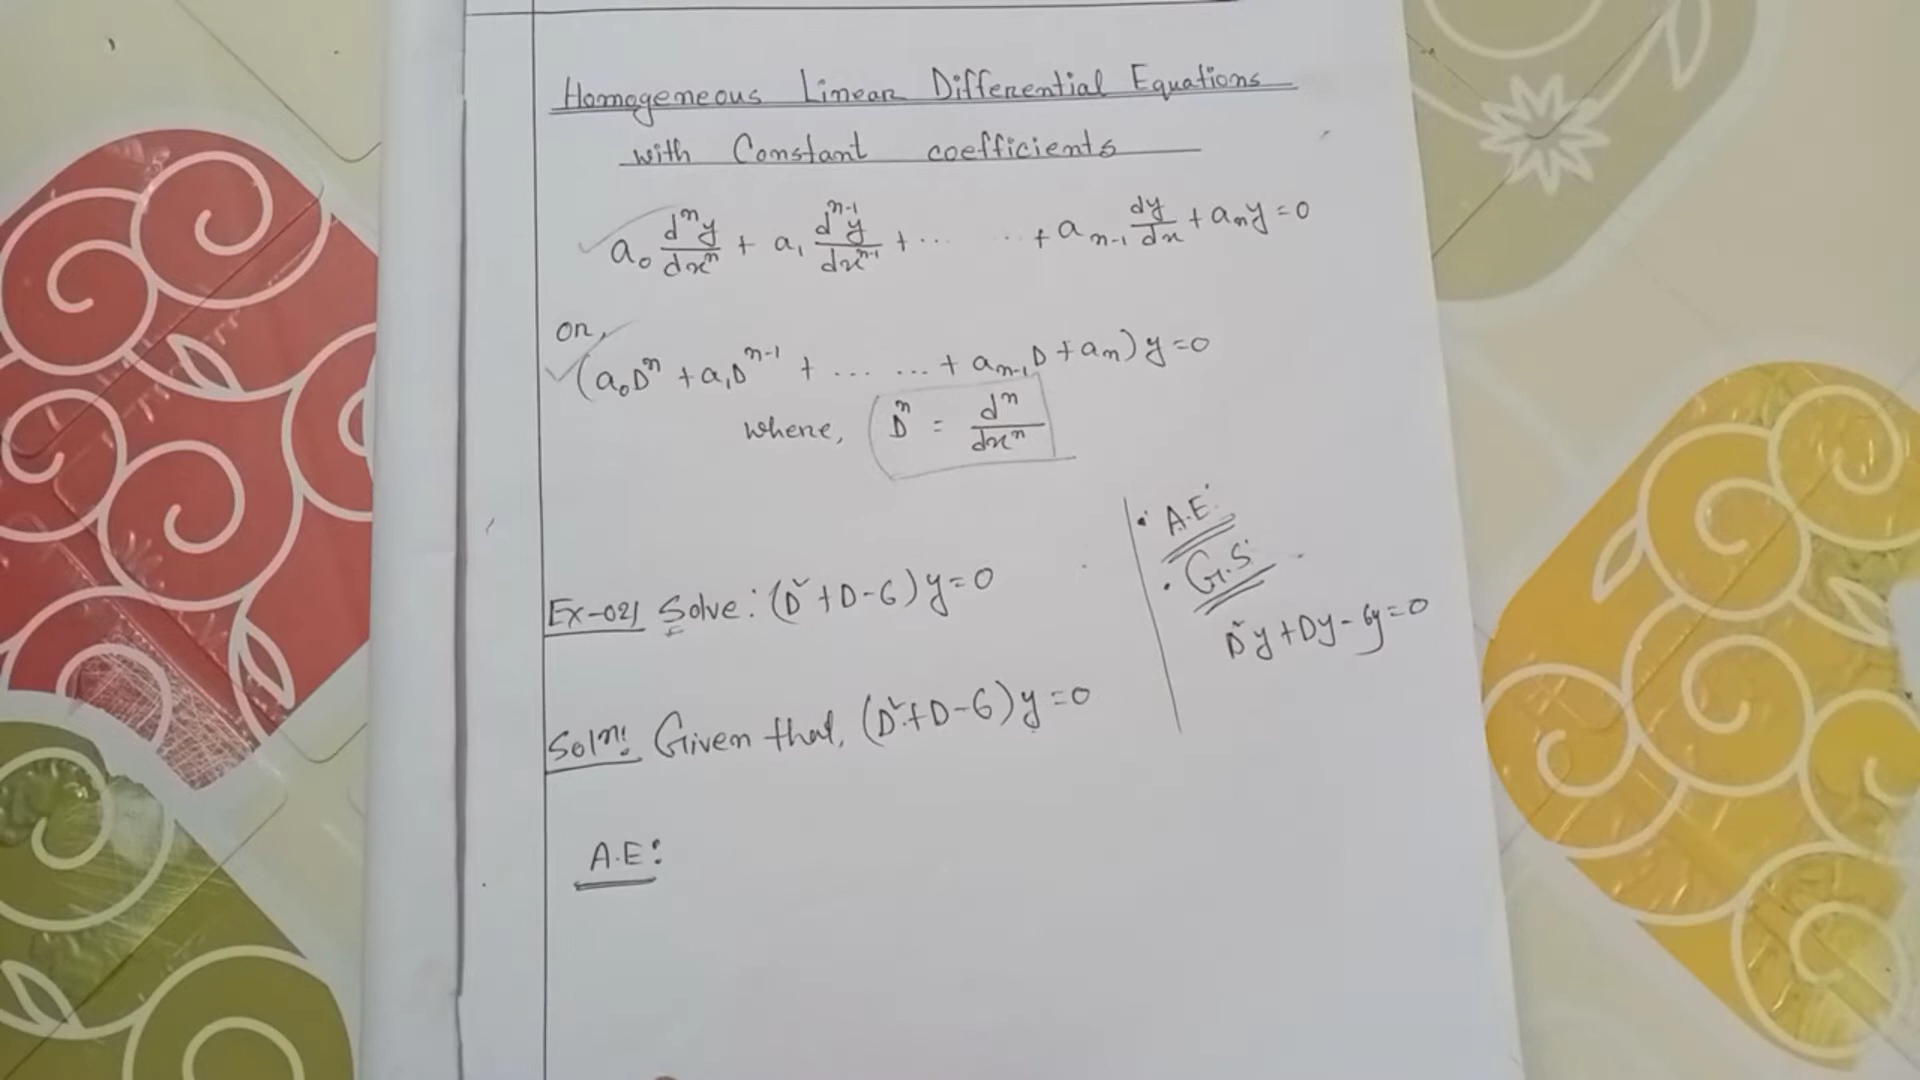 Homogeneous Linear Differential Equations
with Constant coefficients
a₀ dⁿy/dxⁿ + a₁ dⁿ⁻¹y/dxⁿ⁻¹ + ... ... + aₙ₋₁ dy/dx + aₙy = 0
or,
(a₀Dⁿ + a₁Dⁿ⁻¹ + ... ... + aₙ₋₁D + aₙ) y = 0
where, Dⁿ = dⁿ/dxⁿ
• A.E:
• G.S:
Ex-02| Solve: (D² + D - 6) y = 0
D²y + Dy - 6y = 0
Solⁿ: Given that, (D² + D - 6) y = 0
A.E: